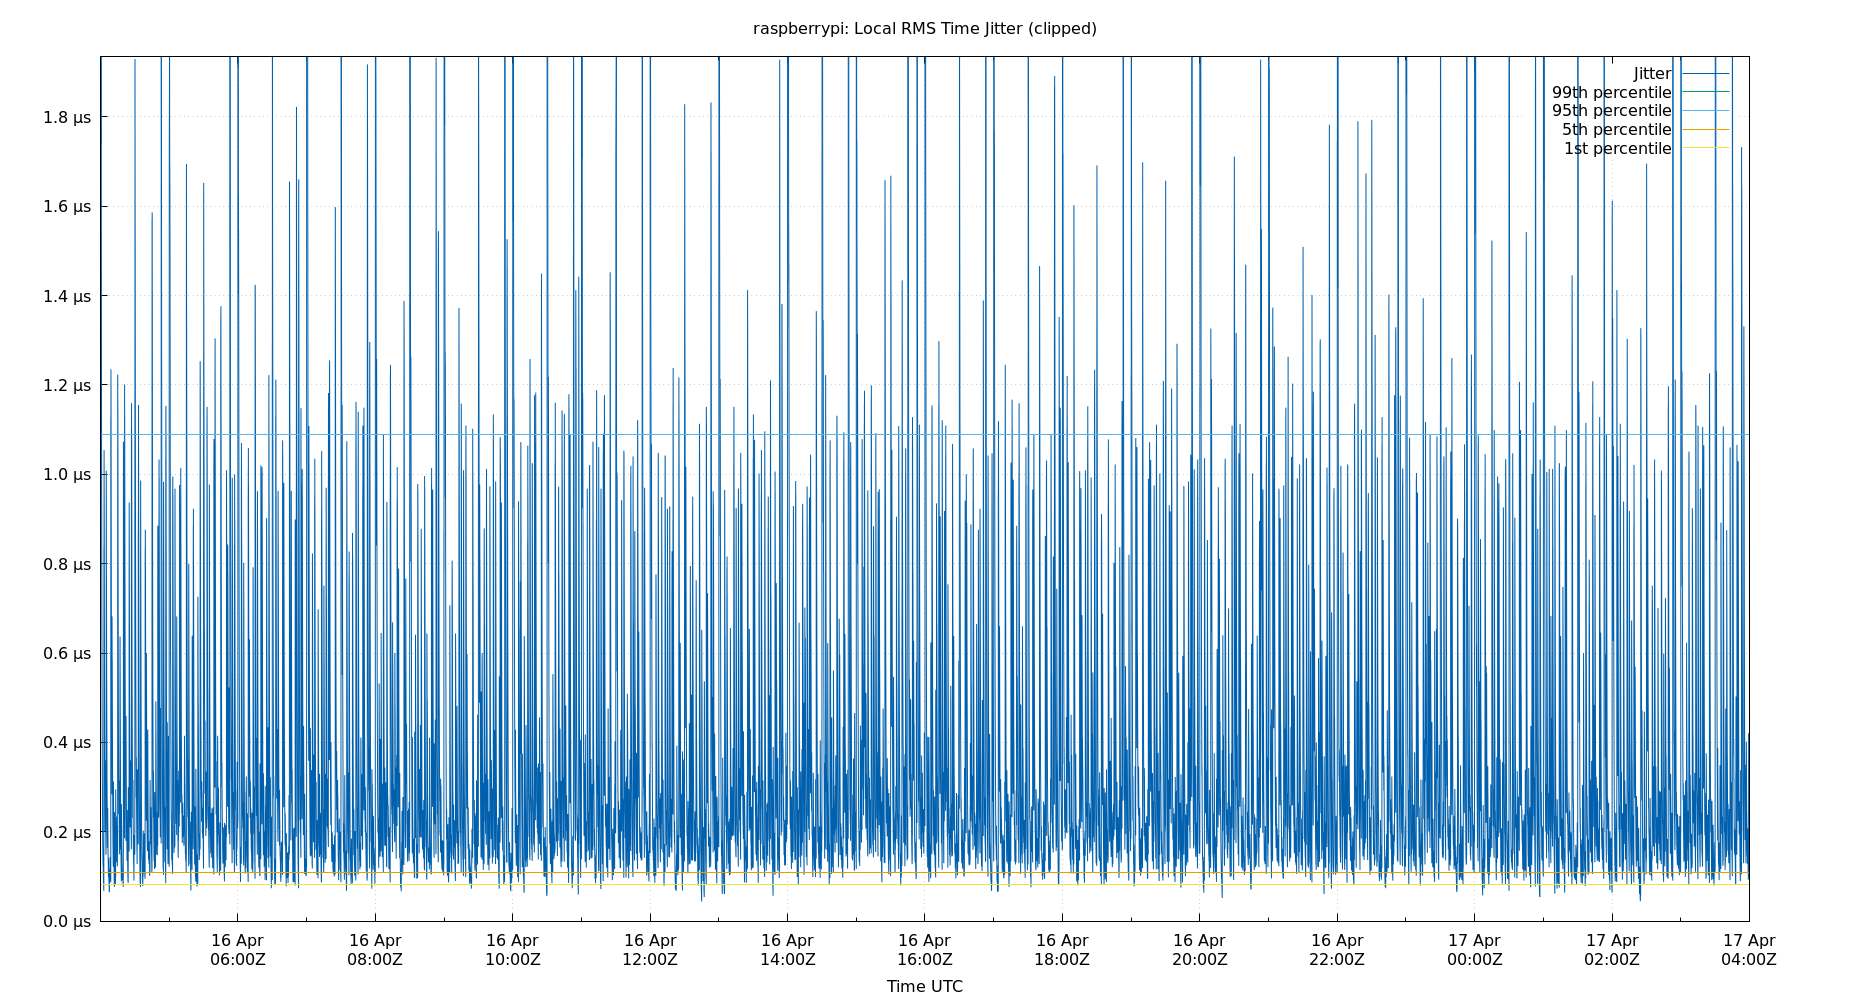 raspberrypi: Local RMS Time Jitter (clipped)
Jitter
99th percentile
95th percentile
5th percentile
1st percentile
1.8 μs
1.6 μs
1.4 μs
1.2 μs
1.0 μs
0.8 μs
0.6 μs
0.4 μs
0.2 μs
0.0 μs
16 Apr 16 Apr 16 Apr 16 Apr 16 Apr 16 Apr 16 Apr 16 Apr 16 Apr 17 Apr 17 Apr 17 Apr
06:00Z 08:00Z 10:00Z 12:00Z 14:00Z 16:00Z 18:00Z 20:00Z 22:00Z 00:00Z 02:00Z 04:00Z
Time UTC